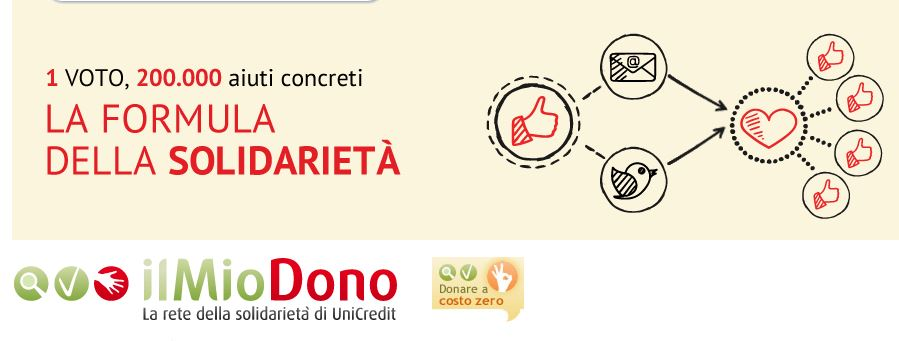 1 VOTO, 200.000 aiuti concreti
LA FORMULA
DELLA SOLIDARIETÀ
@
ilMioDono
La rete della solidarietà di UniCredit
Donare a
costo zero